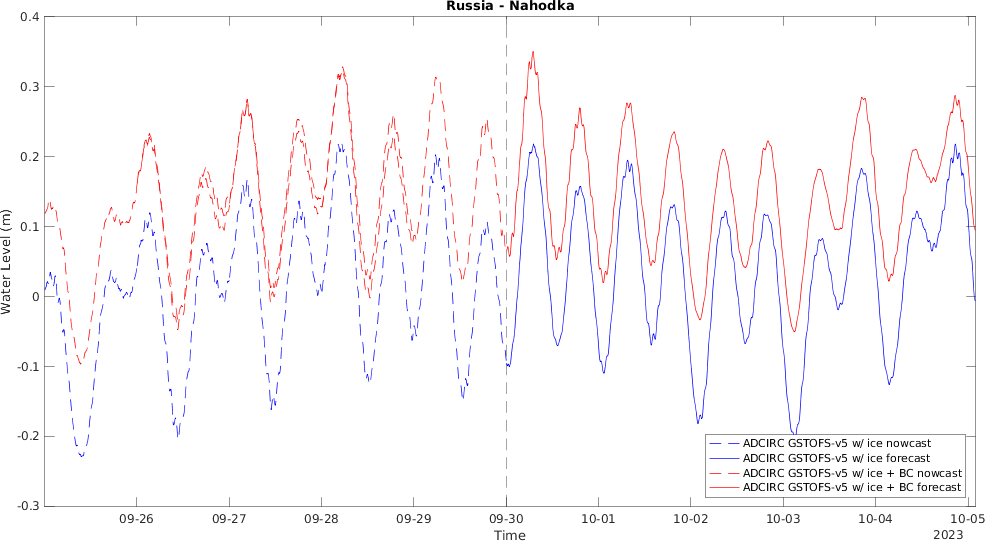 Russia - Nahodka
0.4
0.3
0.2
0.1
0
-0.1
-0.2
-0.3
Water Level (m)
09-26 09-27 09-28 09-29 09-30 10-01 10-02 10-03 10-04 10-05
Time
2023
ADCIRC GSTOFS-v5 w/ ice nowcast
ADCIRC GSTOFS-v5 w/ ice forecast
ADCIRC GSTOFS-v5 w/ ice + BC nowcast
ADCIRC GSTOFS-v5 w/ ice + BC forecast